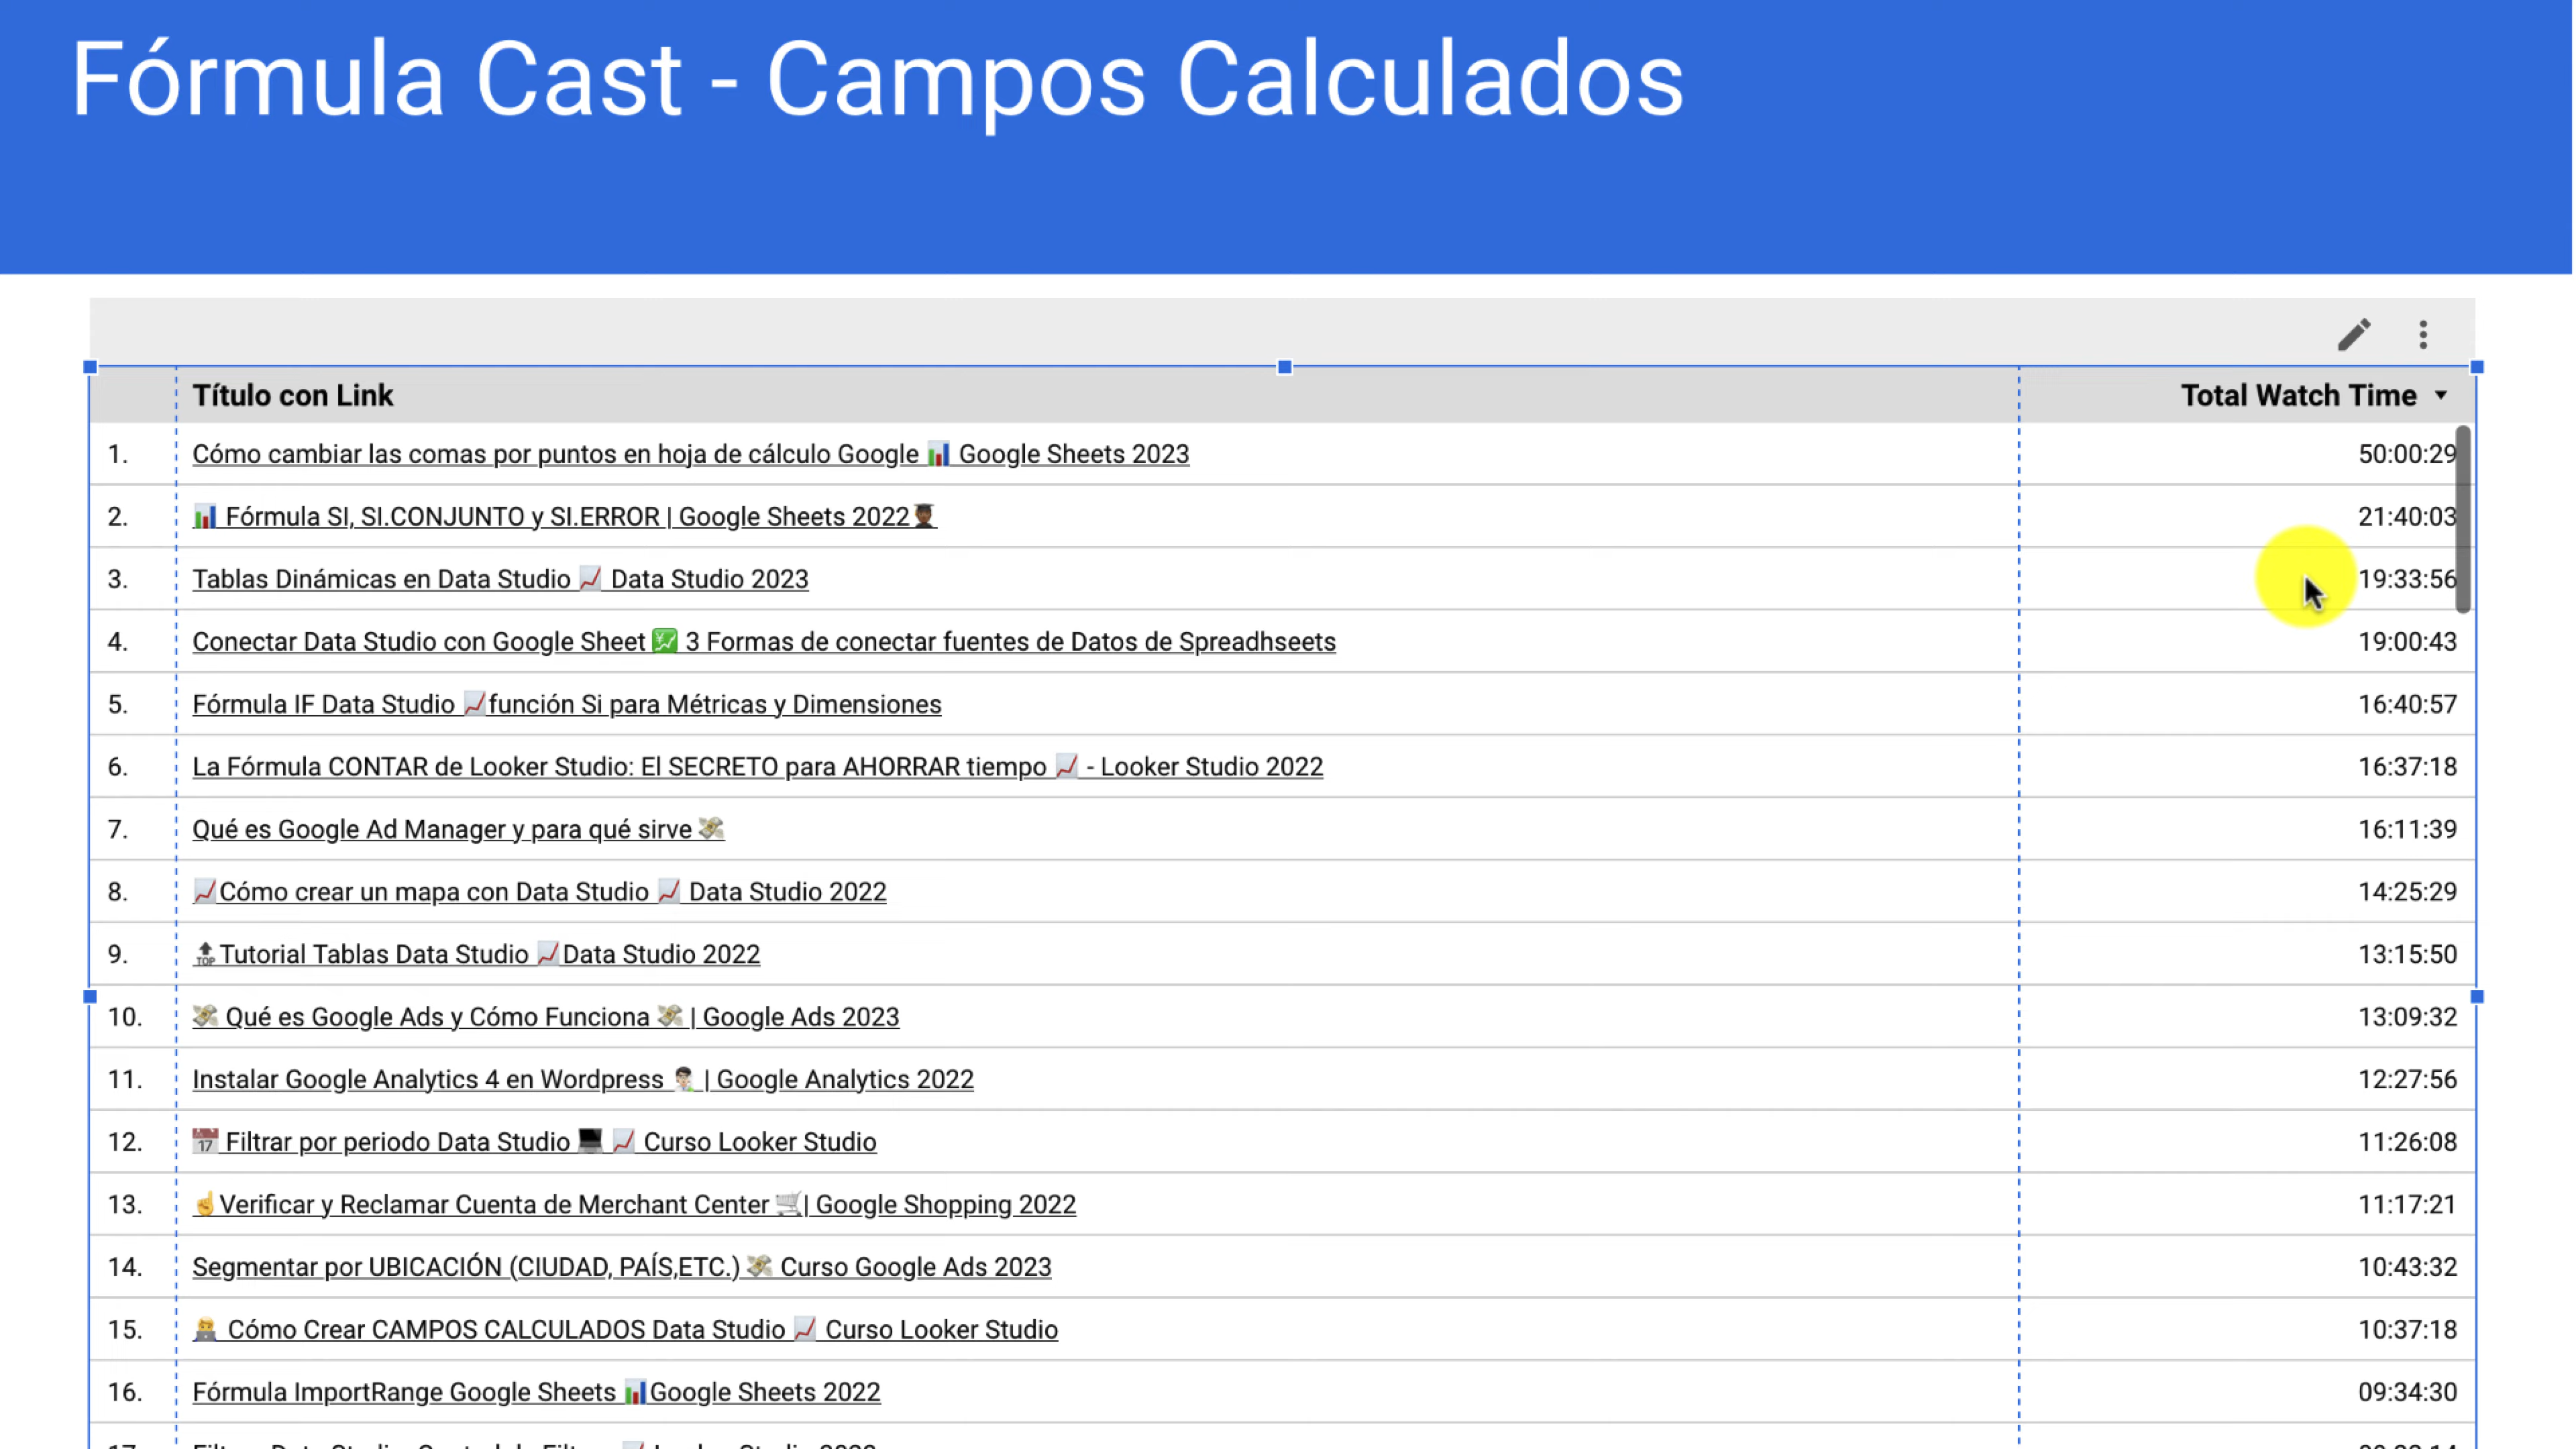 Fórmula Cast - Campos Calculados
Título con Link Total Watch Time
1. Cómo cambiar las comas por puntos en hoja de cálculo Google 📊 Google Sheets 2023 50:00:29
2. 📊 Fórmula SI, SI.CONJUNTO y SI.ERROR | Google Sheets 2022 21:40:03
3. Tablas Dinámicas en Data Studio 📈 Data Studio 2023 19:33:56
4. Conectar Data Studio con Google Sheet 💹 3 Formas de conectar fuentes de Datos de Spreadhseets 19:00:43
5. Fórmula IF Data Studio 📈función Si para Métricas y Dimensiones 16:40:57
6. La Fórmula CONTAR de Looker Studio: El SECRETO para AHORRAR tiempo 📈 - Looker Studio 2022 16:37:18
7. Qué es Google Ad Manager y para qué sirve 💸 16:11:39
8. 📈Cómo crear un mapa con Data Studio 📈 Data Studio 2022 14:25:29
9. 🔝Tutorial Tablas Data Studio 📈Data Studio 2022 13:15:50
10. 💸 Qué es Google Ads y Cómo Funciona 💸 | Google Ads 2023 13:09:32
11. Instalar Google Analytics 4 en Wordpress | Google Analytics 2022 12:27:56
12. 📅 Filtrar por periodo Data Studio 💻 📈 Curso Looker Studio 11:26:08
13. ☝Verificar y Reclamar Cuenta de Merchant Center 🛒| Google Shopping 2022 11:17:21
14. Segmentar por UBICACIÓN (CIUDAD, PAÍS,ETC.) 💸 Curso Google Ads 2023 10:43:32
15. Cómo Crear CAMPOS CALCULADOS Data Studio 📈 Curso Looker Studio 10:37:18
16. Fórmula ImportRange Google Sheets 📊Google Sheets 2022 09:34:30